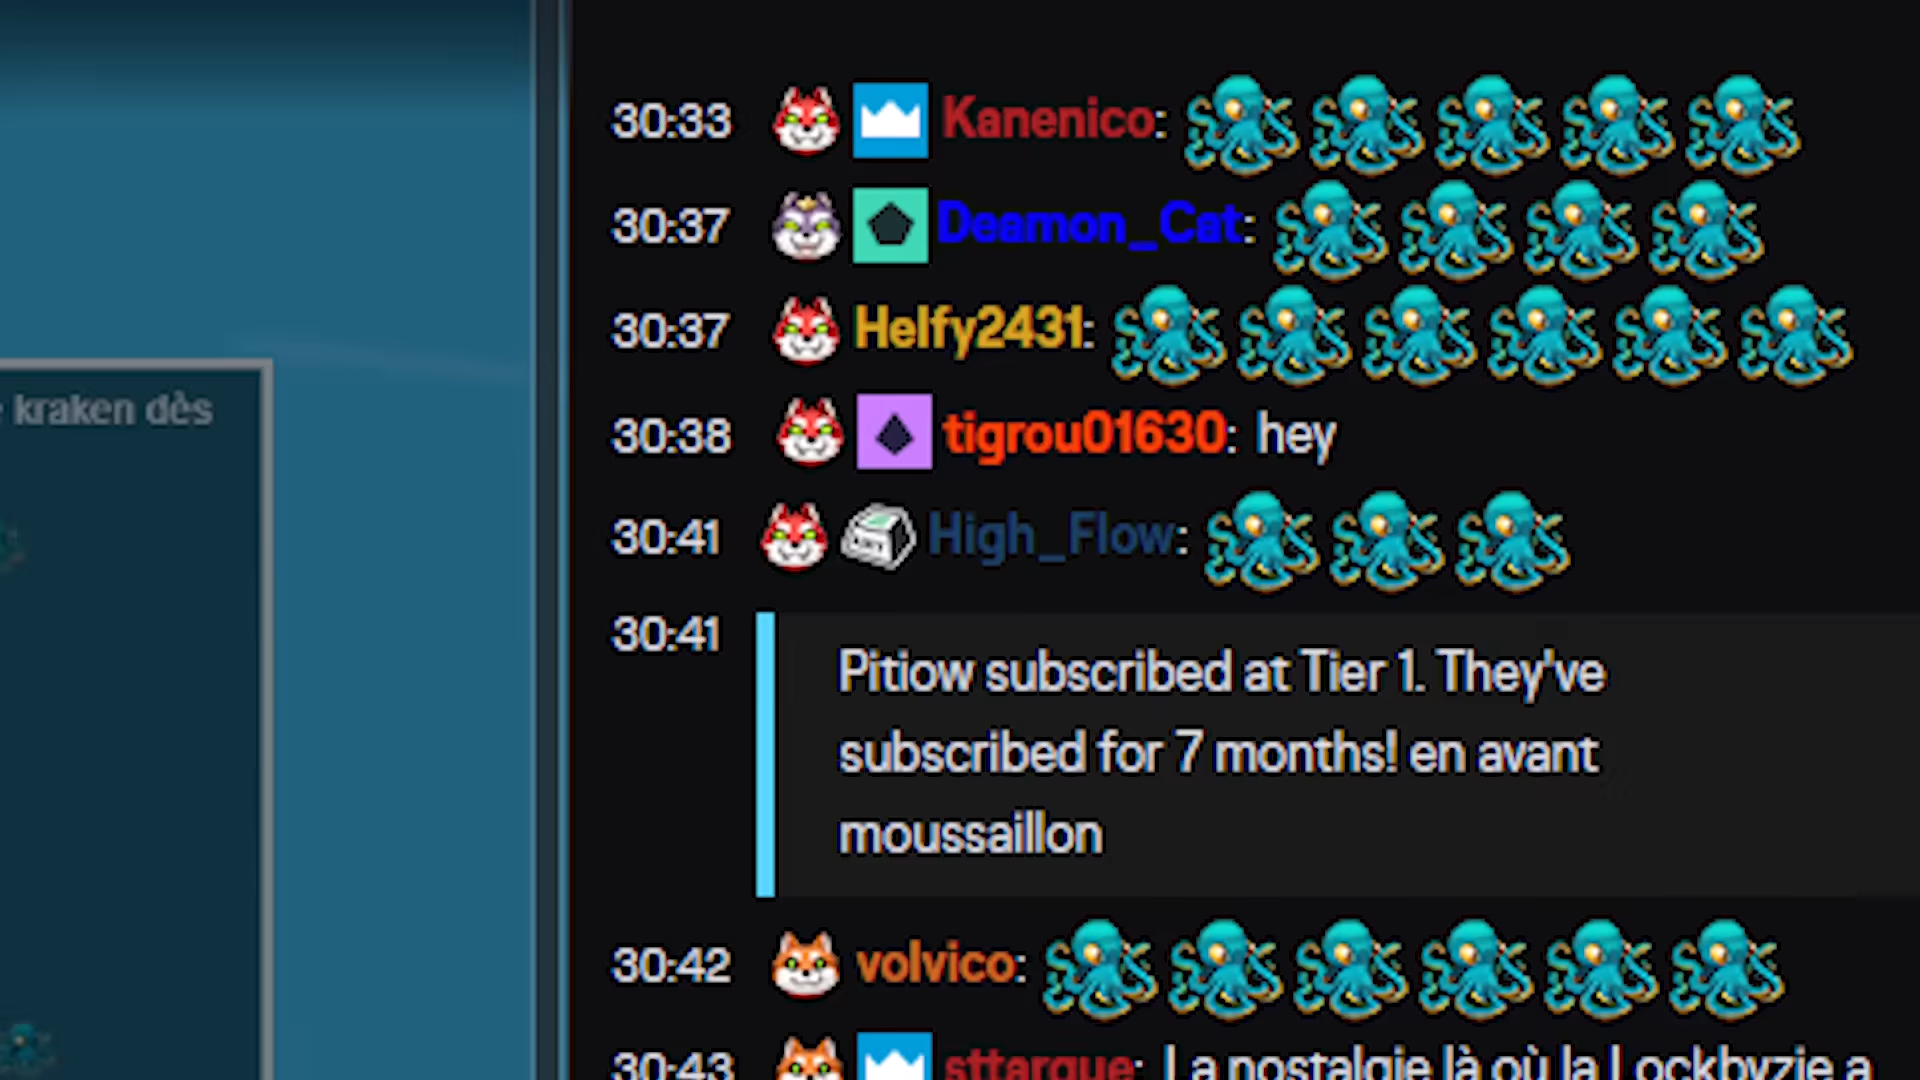 30:33 Kanenico:
30:37 Deamon_Cat:
30:37 Helfy2431:
kraken dès
30:38 tigrou01630: hey
30:41 High_Flow:
30:41 Pitiow subscribed at Tier 1. They've
subscribed for 7 months! en avant
moussaillon
30:42 volvico:
30:43 sttarque: La nostalgie là où la Lockbyzie a